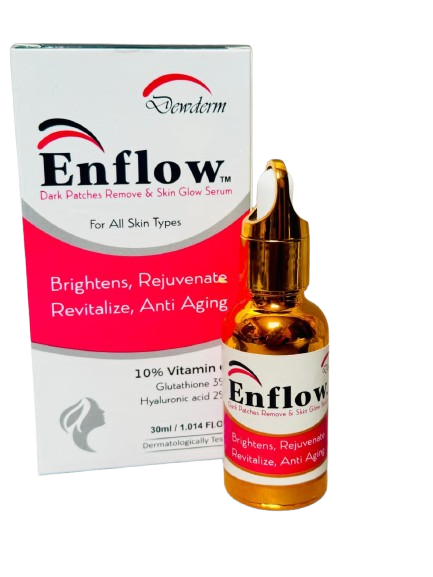 Dewderm
Enflow™
Dark Patches Remove & Skin Glow Serum
For All Skin Types
Brightens, Rejuvenate
Revitalize, Anti Aging
10% Vitamin
Glutathione 3%
Hyaluronic acid 2%
30ml / 1.014 FL
Dermatologically
Enflow
Dark Patches Remove & Skin Glow
Brightens, Rejuvenate
Revitalize, Anti Aging